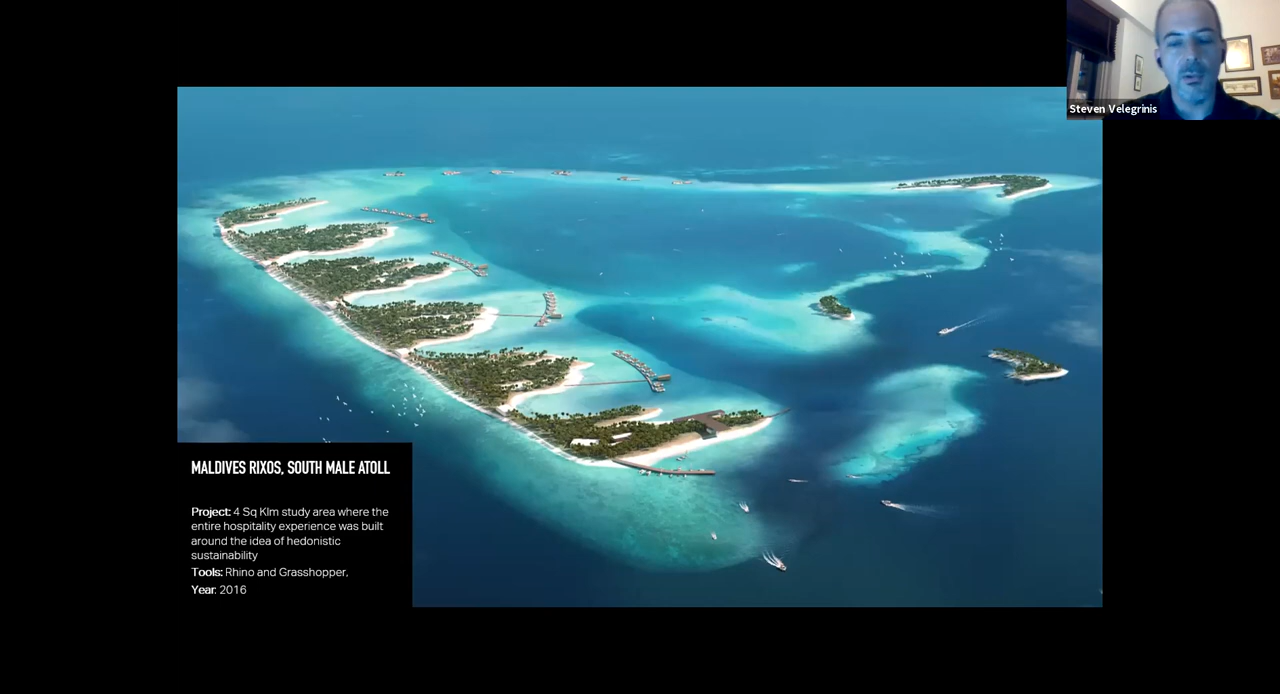 Steven Velegrinis
MALDIVES RIXOS, SOUTH MALE ATOLL
Project: 4 Sq Klm study area where the
entire hospitality experience was built
around the idea of hedonistic
sustainability
Tools: Rhino and Grasshopper,
Year: 2016